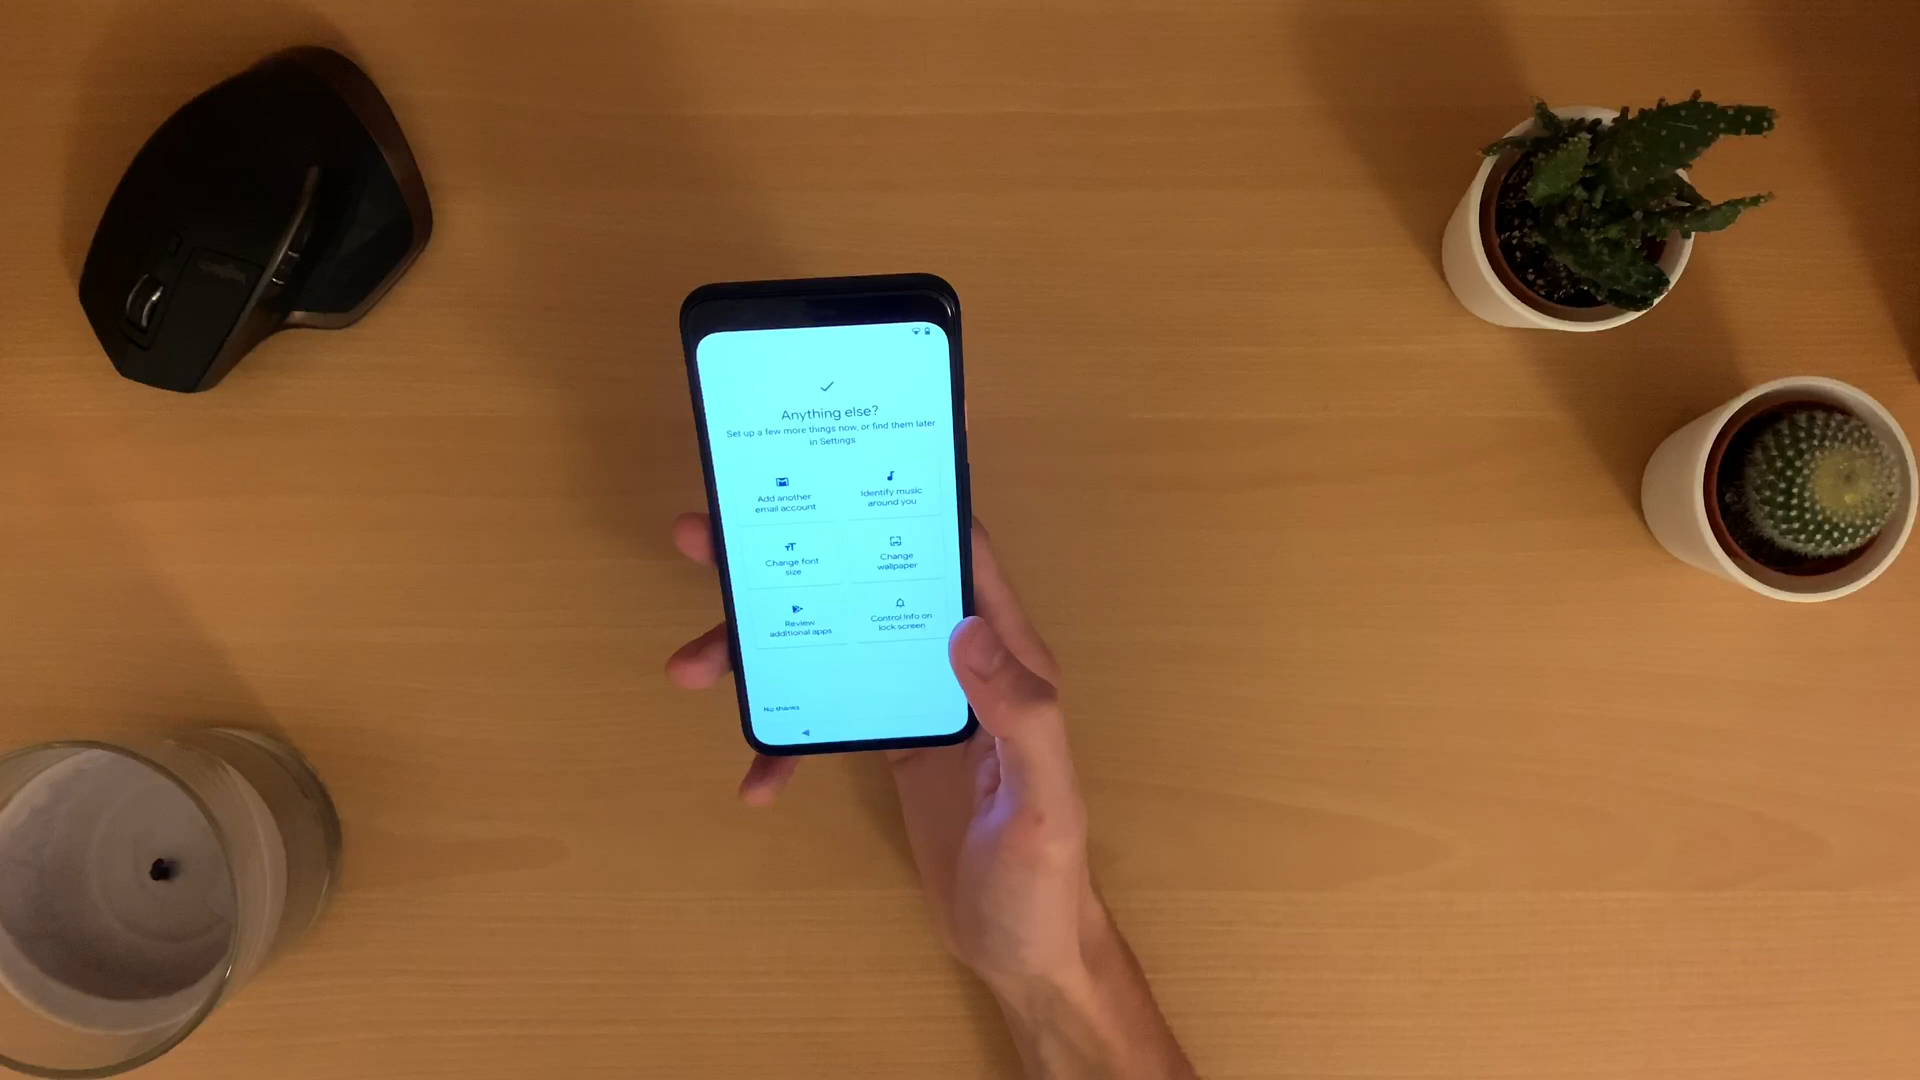 Anything else?
Set up a few more things now, or find them later
in Settings
Add another
email account
Identify music
around you
Change font
size
Change
wallpaper
Review
additional apps
Control info on
lock screen
No thanks